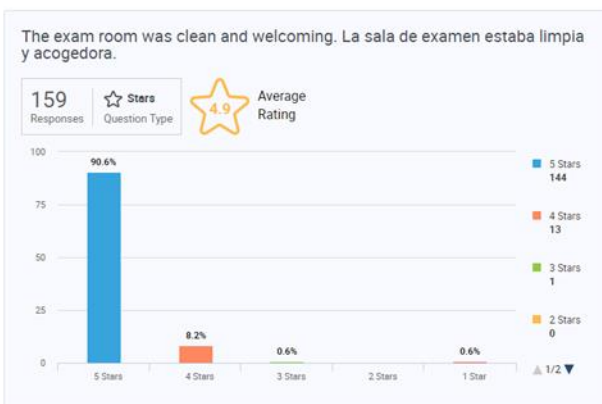 The exam room was clean and welcoming. La sala de examen estaba limpia
y acogedora.
159
Responses
Stars
Question Type
4.9
Average
Rating
100
75
50
25
0
90.6%
8.2%
0.6%
0.6%
5 Stars
4 Stars
3 Stars
2 Stars
1 Star
5 Stars
144
4 Stars
13
3 Stars
1
2 Stars
0
1/2